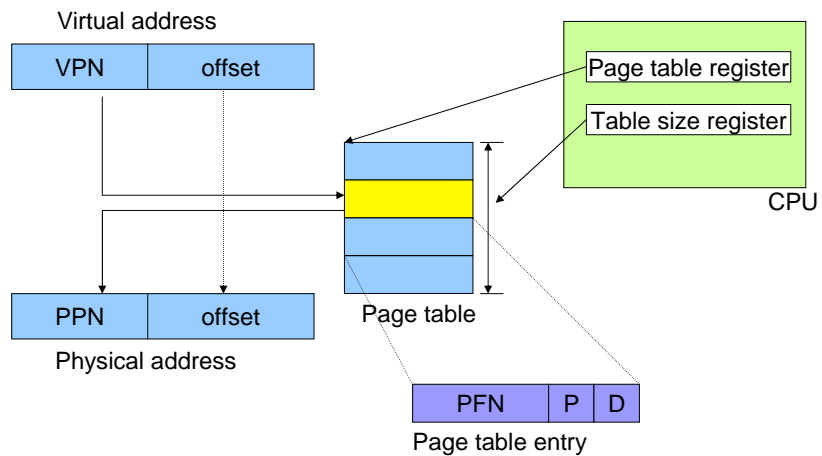 Virtual address
VPN offset
Page table register
Table size register
CPU
PPN offset
Page table
Physical address
PFN P D
Page table entry